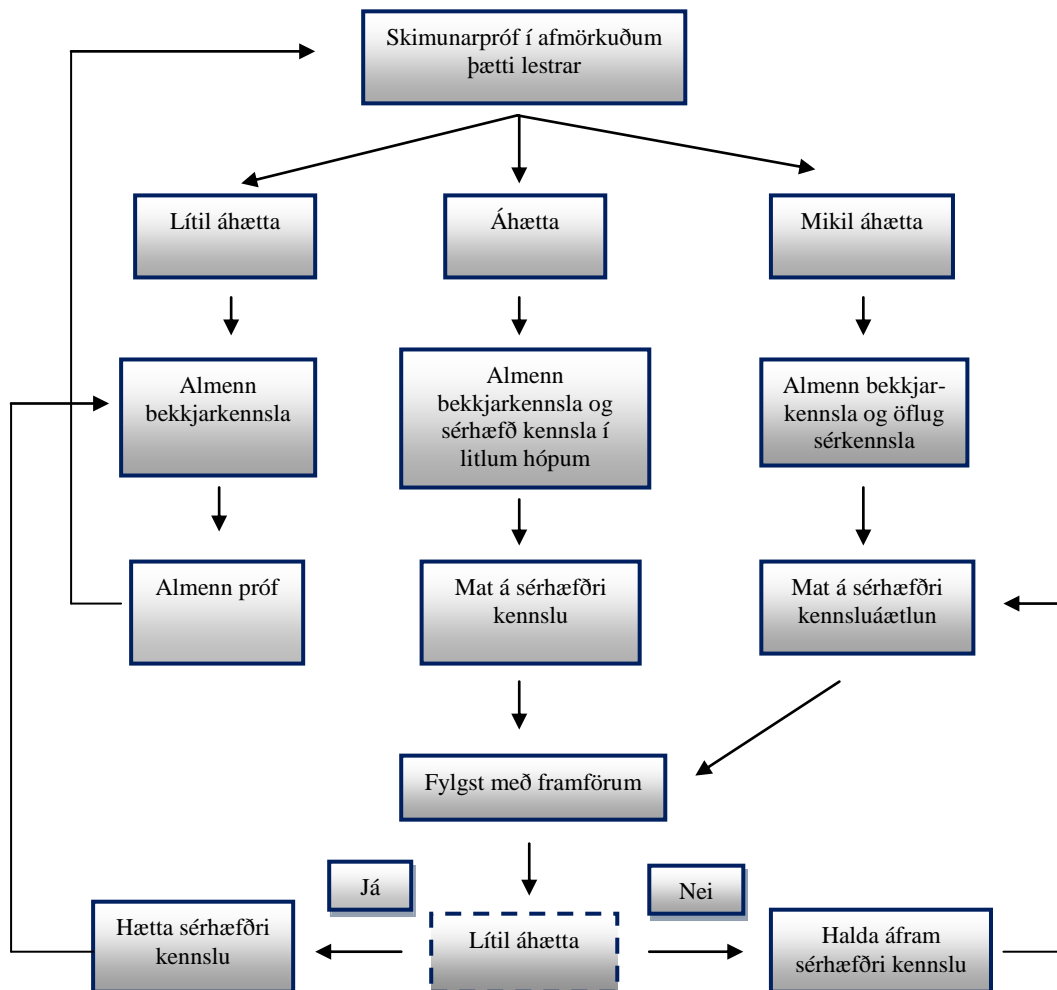 Skimunarpróf í afmörkuðum
þætti lestrar
Lítil áhætta
Áhætta
Mikil áhætta
Almenn
bekkjarkennsla
Almenn
bekkjarkennsla og
sérhæfð kennsla í
litlum hópum
Almenn bekkjar-
kennsla og öflug
sérkennsla
Almenn próf
Mat á sérhæfðri
kennslu
Mat á sérhæfðri
kennsluáætlun
Fylgst með framförum
Já
Nei
Hætta sérhæfðri
kennslu
Lítil áhætta
Halda áfram
sérhæfðri kennslu